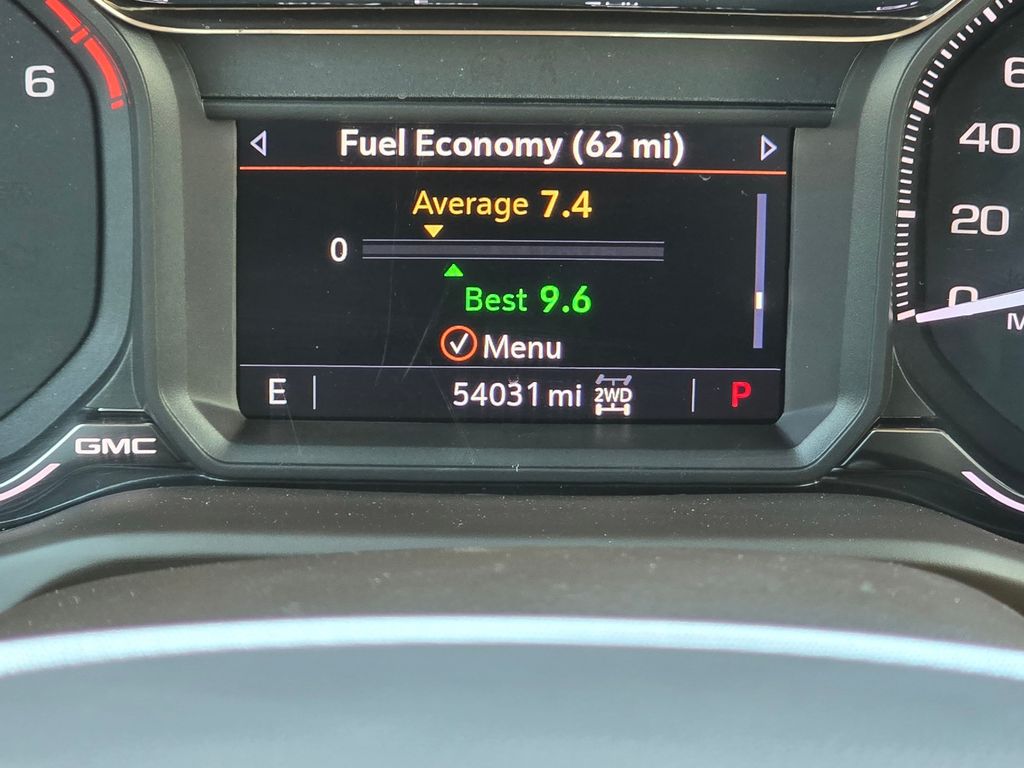 6
Fuel Economy (62 mi)
Average 7.4
0
Best 9.6
Menu
E
54031 mi 2WD
P
GMC
40
20
0